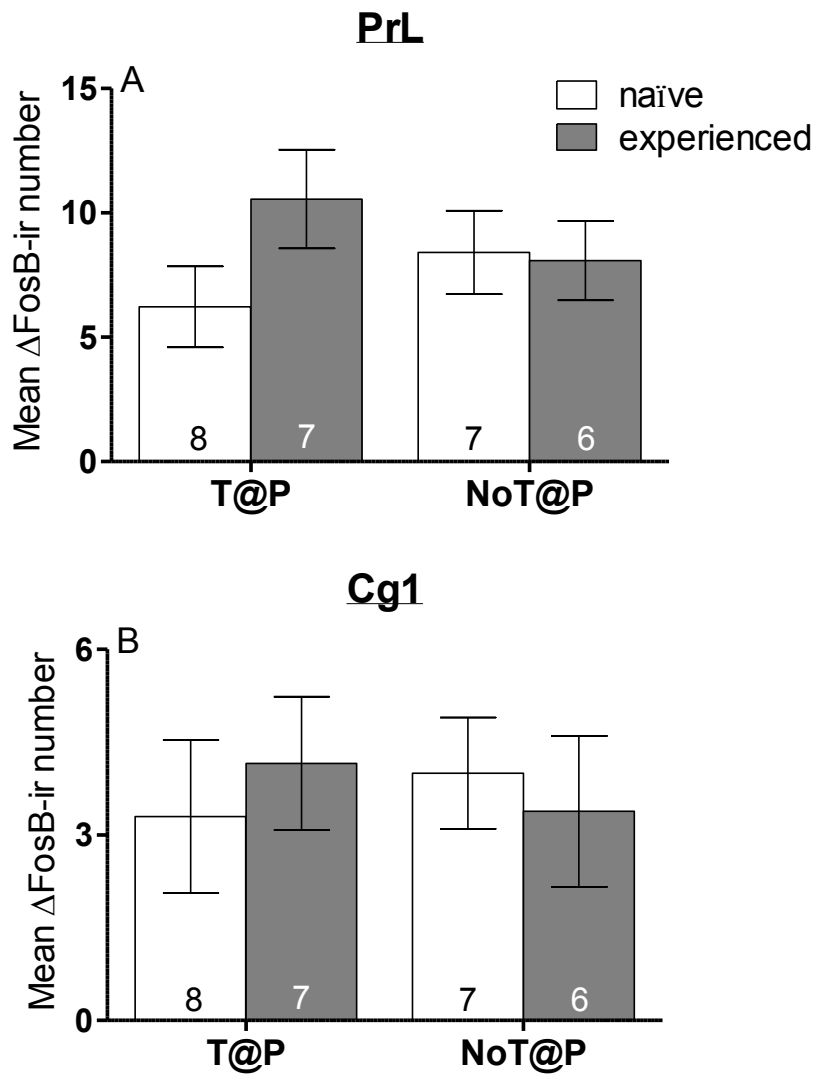 PrL
A
15
10
5
0
Mean ΔFosB-ir number
naïve
experienced
8 7 7 6
T@P NoT@P
Cg1
B
6
3
0
Mean ΔFosB-ir number
8 7 7 6
T@P NoT@P